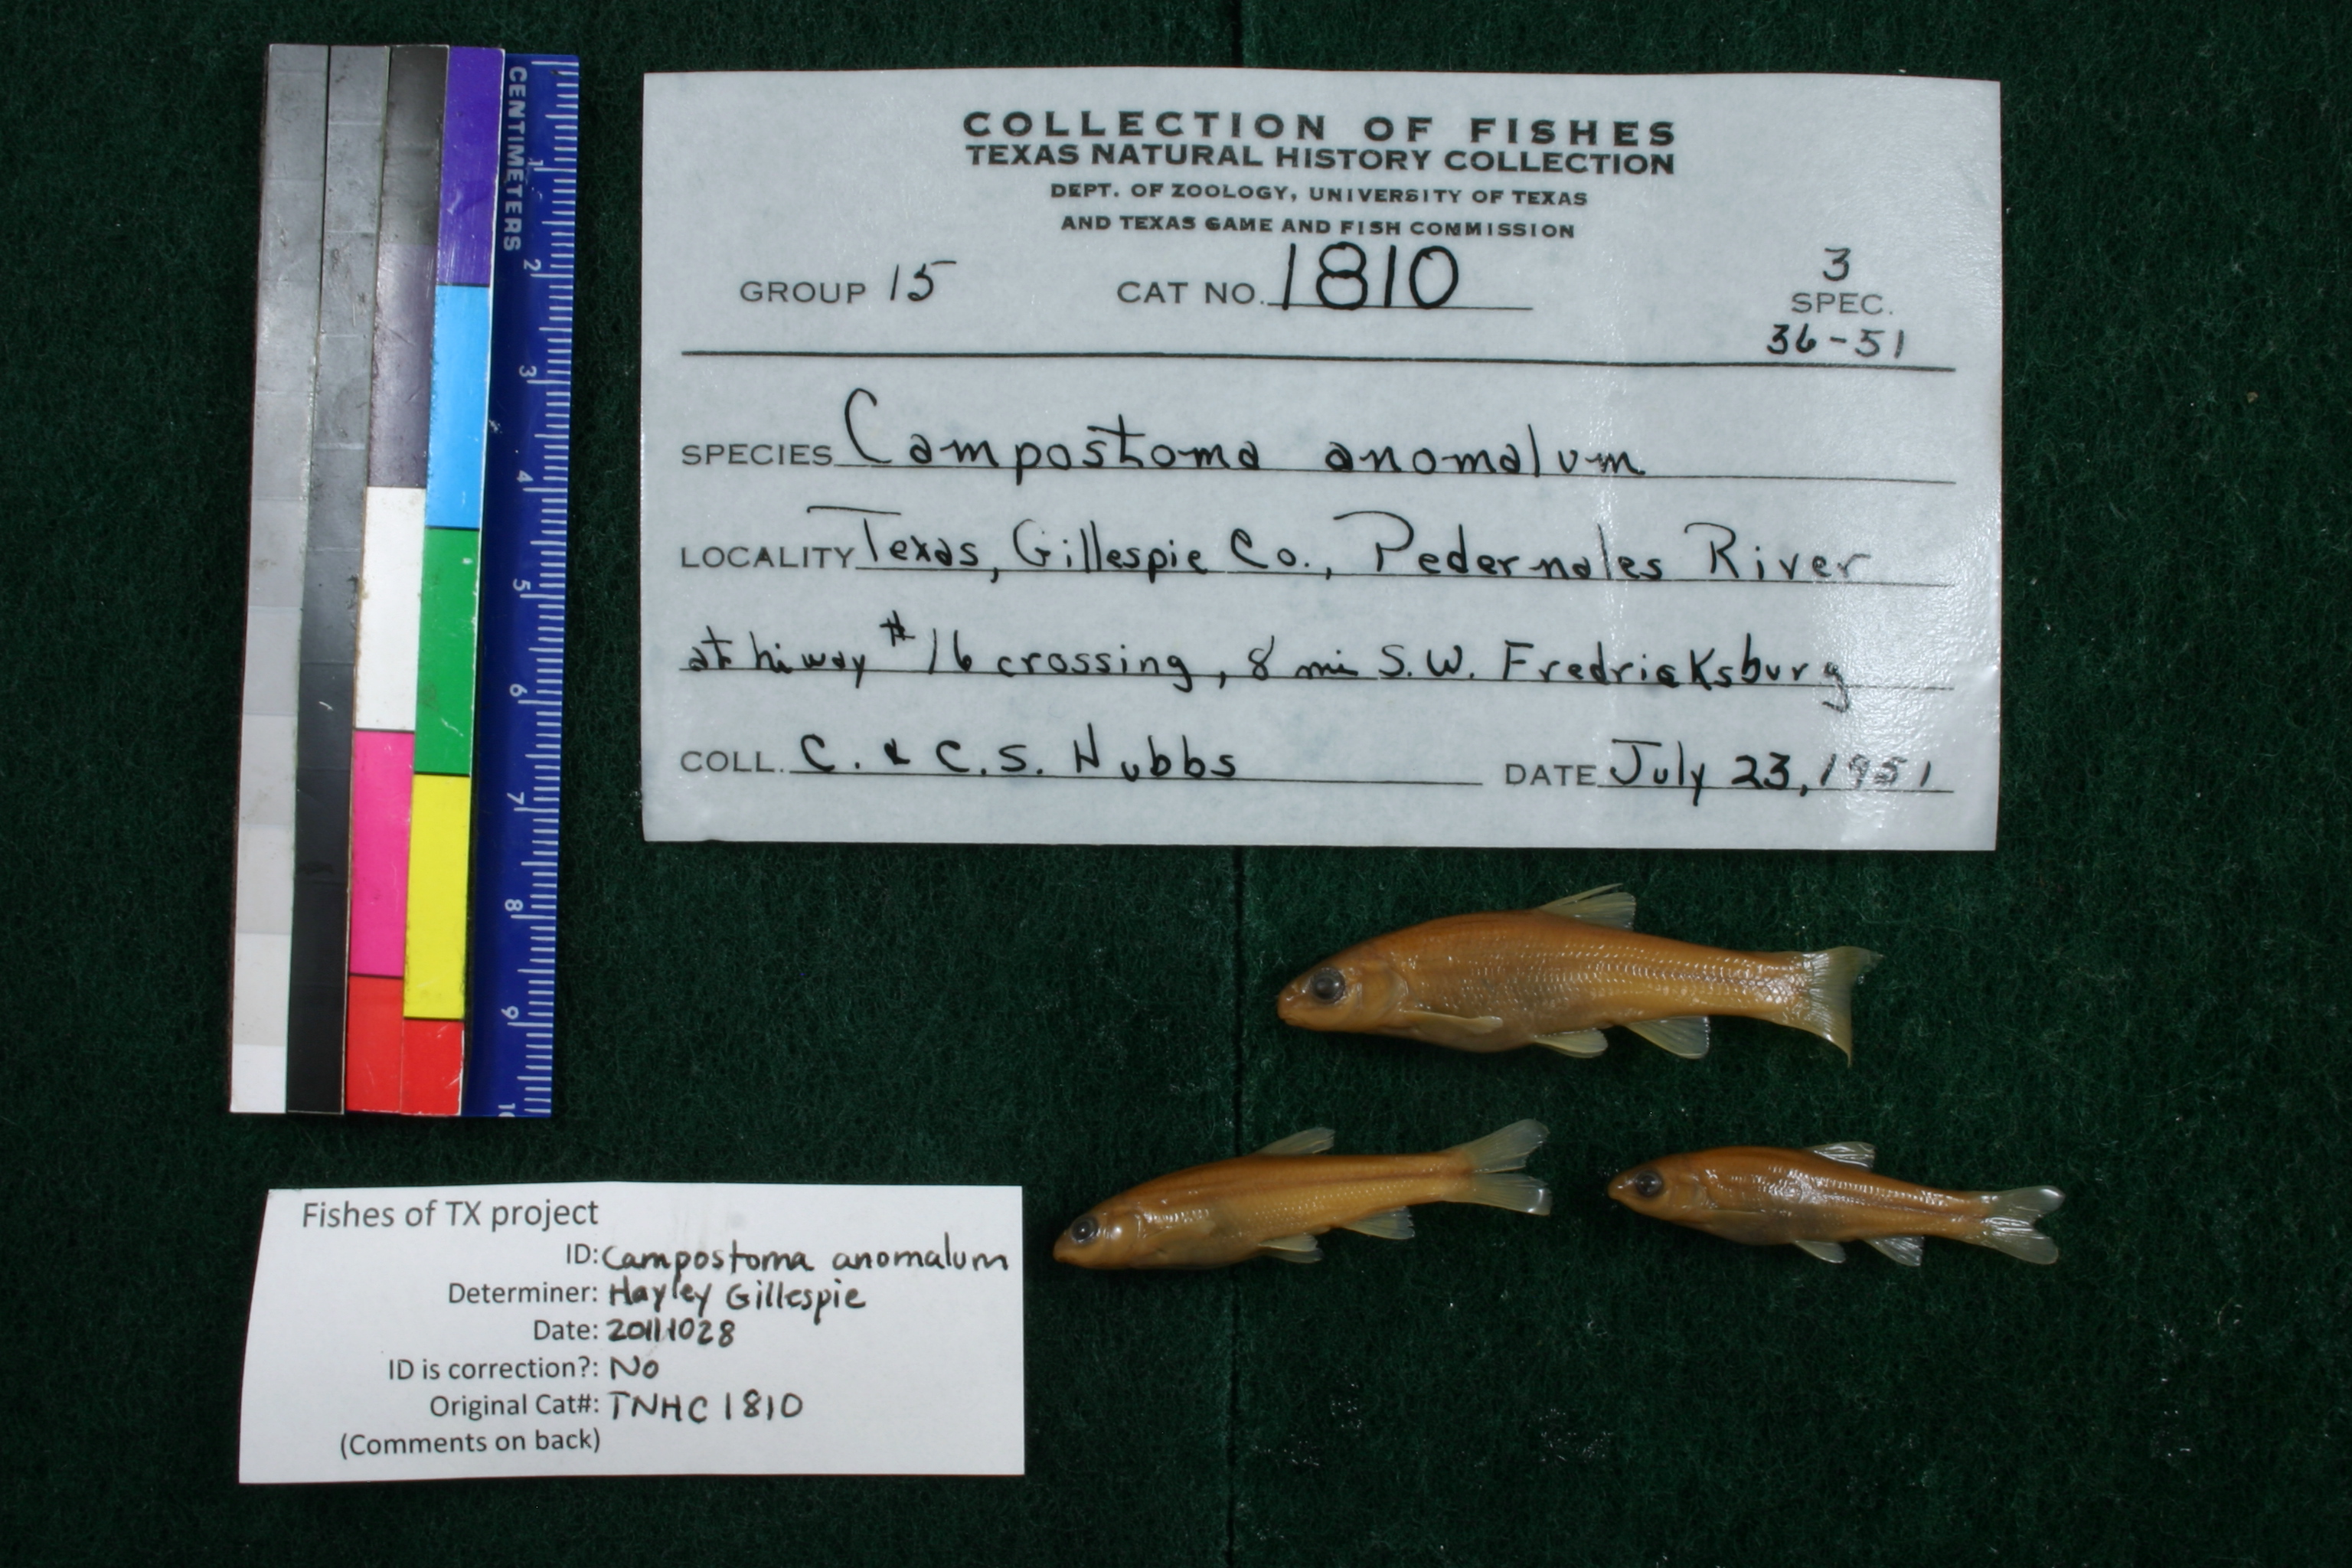 CENTIMETERS
1
2
3
4
5
6
7
8
9
COLLECTION OF FISHES
TEXAS NATURAL HISTORY COLLECTION
DEPT. OF ZOOLOGY, UNIVERSITY OF TEXAS
AND TEXAS GAME AND FISH COMMISSION
GROUP 15 CAT NO. 1810 3
SPEC.
36-51
SPECIES Campostoma anomalum
LOCALITY Texas, Gillespie Co., Pedernales River
at hiway #16 crossing, 8 mi S.W. Fredricksburg
COLL. C. & C.S. Hubbs DATE July 23, 1951
Fishes of TX project
ID: Campostoma anomalum
Determiner: Hayley Gillespie
Date: 20111028
ID is correction?: No
Original Cat#: TNHC 1810
(Comments on back)